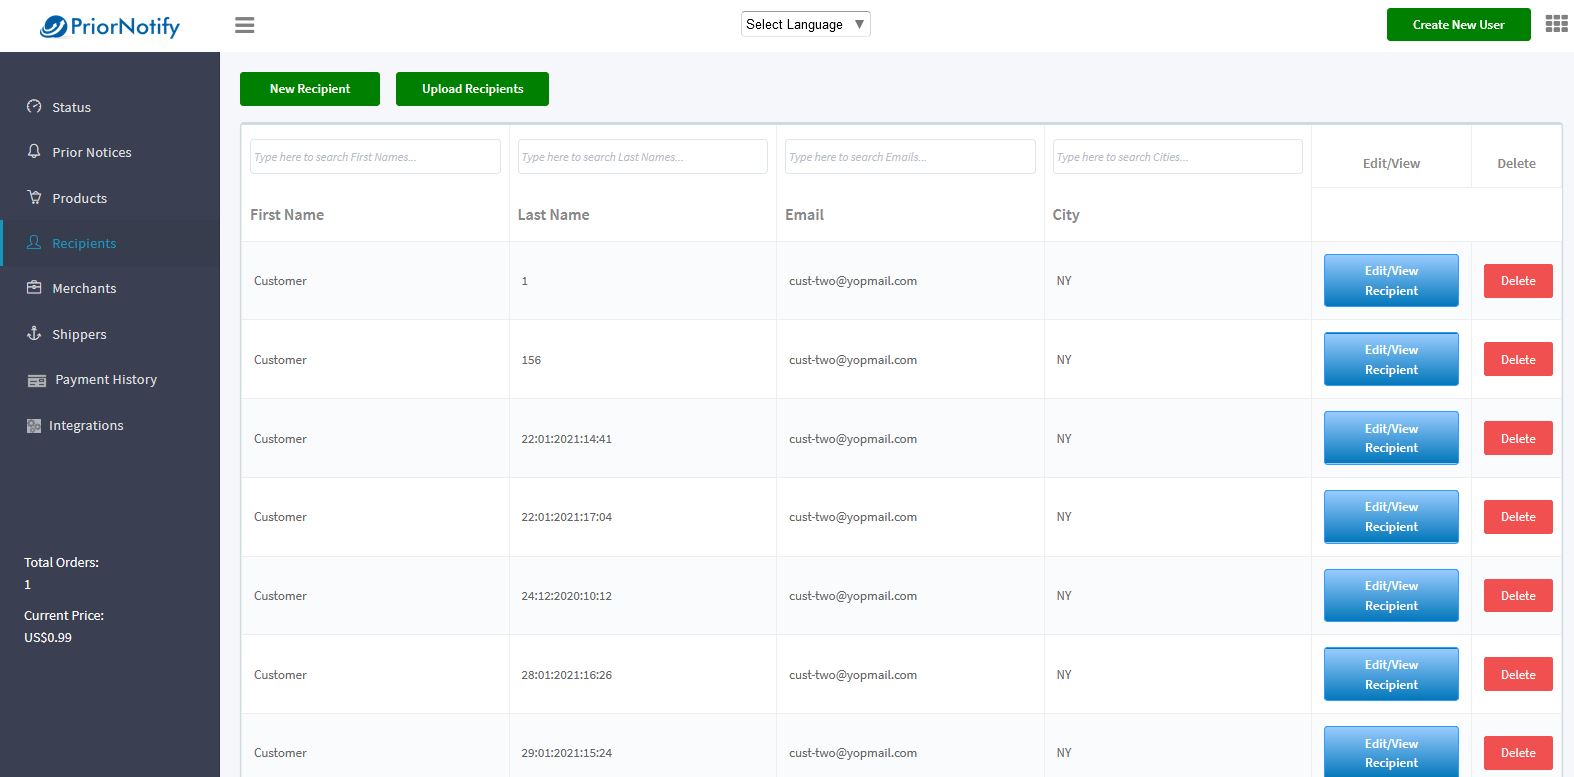 PriorNotify
Select Language ▼
Create New User
Status
Prior Notices
Products
Recipients
Merchants
Shippers
Payment History
Integrations
Total Orders:
1
Current Price:
US$0.99
New Recipient
Upload Recipients
Type here to search First Names...
Type here to search Last Names...
Type here to search Emails...
Type here to search Cities...
Edit/View
Delete
First Name
Last Name
Email
City
Customer
1
cust-two@yopmail.com
NY
Edit/View
Recipient
Delete
Customer
156
cust-two@yopmail.com
NY
Edit/View
Recipient
Delete
Customer
22:01:2021:14:41
cust-two@yopmail.com
NY
Edit/View
Recipient
Delete
Customer
22:01:2021:17:04
cust-two@yopmail.com
NY
Edit/View
Recipient
Delete
Customer
24:12:2020:10:12
cust-two@yopmail.com
NY
Edit/View
Recipient
Delete
Customer
28:01:2021:16:26
cust-two@yopmail.com
NY
Edit/View
Recipient
Delete
Customer
29:01:2021:15:24
cust-two@yopmail.com
NY
Edit/View
Recipient
Delete